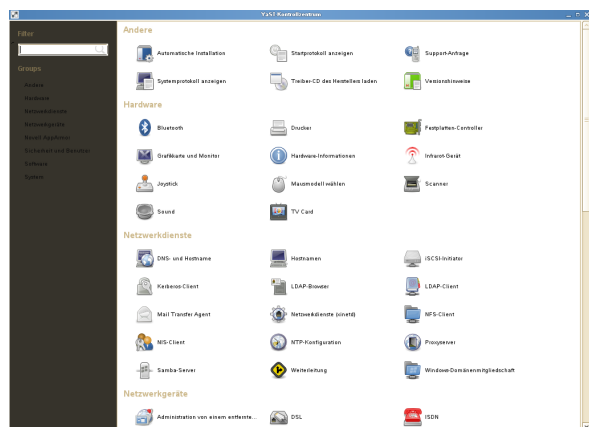 YaST Kontrollzentrum
Filter
Groups
Andere
Hardware
Netzwerkdienste
Netzwerkgeräte
Novell AppArmor
Sicherheit und Benutzer
Software
System
Andere
Automatische Installation
Startprotokoll anzeigen
Support-Anfrage
Systemprotokoll anzeigen
Treiber-CD des Herstellers laden
Versionshinweise
Hardware
Bluetooth
Drucker
Festplatten-Controller
Grafikkarte und Monitor
Hardware-Informationen
Infrarot-Gerät
Joystick
Mausmodell wählen
Scanner
Sound
TV Card
Netzwerkdienste
DNS- und Hostname
Hostnamen
iSCSI-Initiator
Kerberos-Client
LDAP-Browser
LDAP-Client
Mail Transfer Agent
Netzwerkdienste (xinetd)
NFS-Client
NIS-Client
NTP-Konfiguration
Proxyserver
Samba-Server
Weiterleitung
Windows-Domänenmitgliedschaft
Netzwerkgeräte
Administration von einem entfernte...
DSL
ISDN